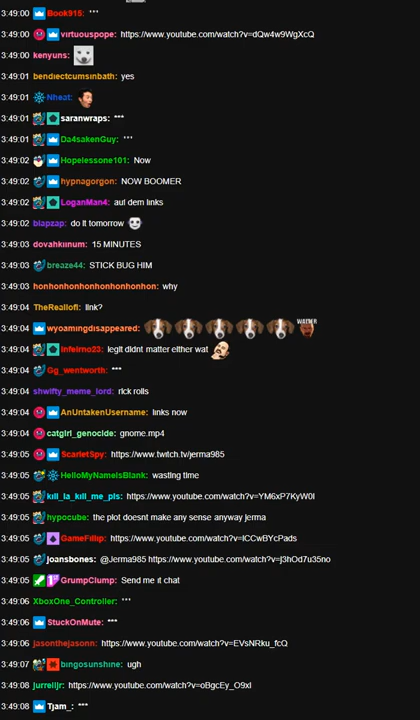 3:49:00 Book915: ***
3:49:00 vırtuouspope: https://www.youtube.com/watch?v=dQw4w9WgXcQ
3:49:00 kenyuns:
3:49:01 bendıectcumsınbath: yes
3:49:01 Nheat:
3:49:01 saranwraps: ***
3:49:01 Da4sakenGuy: ***
3:49:02 Hopelessone101: Now
3:49:02 hypnagorgon: NOW BOOMER
3:49:02 LoganMan4: auf dem links
3:49:02 blapzap: do it tomorrow
3:49:03 dovahkıınum: 15 MINUTES
3:49:03 breaze44: STICK BUG HIM
3:49:03 honhonhonhonhonhonhonhon: why
3:49:04 TheReallofi: link?
3:49:04 wyoamıngdısappeared:
3:49:04 Infeirno23: legit didnt matter either wat
3:49:04 Gg_wentworth: ***
3:49:04 shwifty_meme_lord: rick rolls
3:49:04 AnUntakenUsername: links now
3:49:04 catgirl_genocide: gnome.mp4
3:49:05 ScarletSpy: https://www.twitch.tv/jerma985
3:49:05 HelloMyNameIsBlank: wasting time
3:49:05 kill_la_kill_me_pls: https://www.youtube.com/watch?v=YM6xP7KyW0I
3:49:05 hypocube: the plot doesnt make any sense anyway jerma
3:49:05 GameFillip: https://www.youtube.com/watch?v=ICCwBYcPads
3:49:05 joansbones: @Jerma985 https://www.youtube.com/watch?v=j3hOd7u35no
3:49:05 GrumpClump: Send me it chat
3:49:06 XboxOne_Controller: ***
3:49:06 StuckOnMute: ***
3:49:06 jasonthejasonn: https://www.youtube.com/watch?v=EVsNRku_fcQ
3:49:07 bıngosunshıne: ugh
3:49:08 jurrelljr: https://www.youtube.com/watch?v=oBgcEy_O9xI
3:49:08 Tjam_: ***